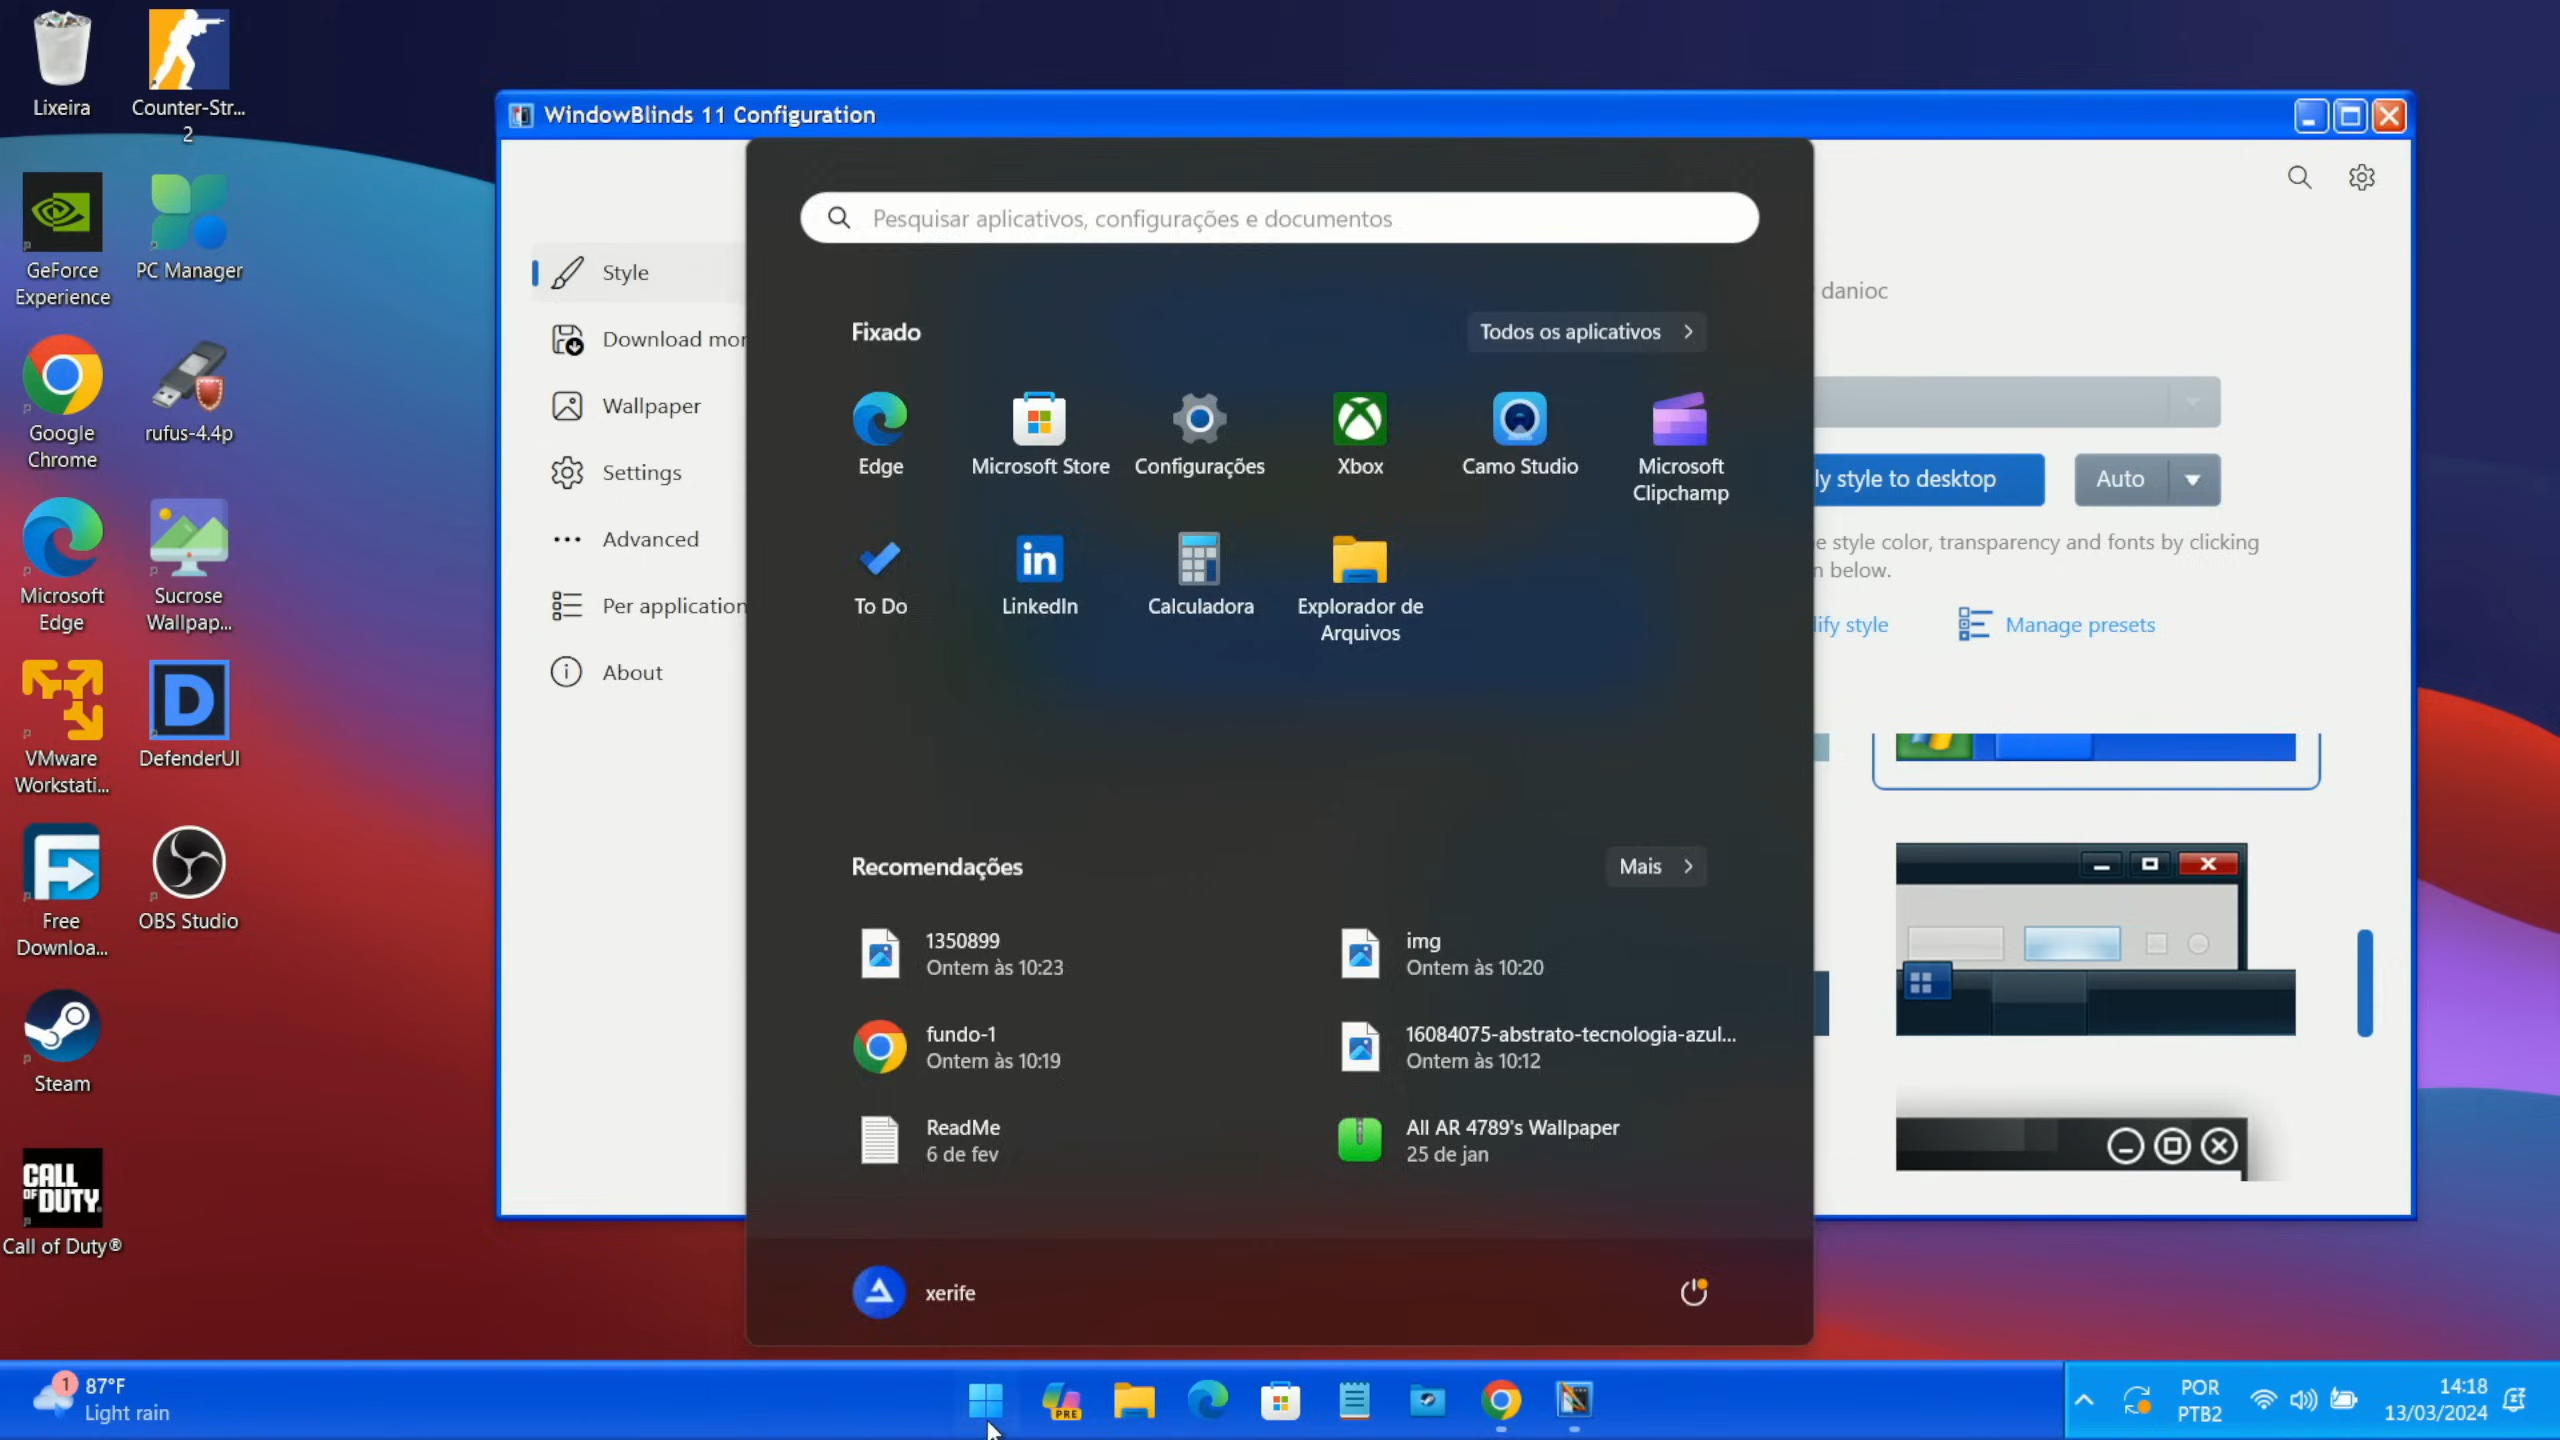 Lixeira
Counter-Str...
2
GeForce
Experience
PC Manager
Google
Chrome
rufus-4.4p
Microsoft
Edge
Sucrose
Wallpap...
VMware
Workstati...
DefenderUI
Free
Downloa...
OBS Studio
Steam
CALL
OF DUTY
Call of Duty®
WindowBlinds 11 Configuration
Style
Download mor
Wallpaper
Settings
Advanced
Per application
About
Pesquisar aplicativos, configurações e documentos
Fixado
Todos os aplicativos
Edge
Microsoft Store
Configurações
Xbox
Camo Studio
Microsoft
Clipchamp
To Do
LinkedIn
Calculadora
Explorador de
Arquivos
Recomendações
Mais
1350899
Ontem às 10:23
img
Ontem às 10:20
fundo-1
Ontem às 10:19
16084075-abstrato-tecnologia-azul...
Ontem às 10:12
ReadMe
6 de fev
All AR 4789's Wallpaper
25 de jan
xerife
danioc
ly style to desktop
Auto
e style color, transparency and fonts by clicking
n below.
lify style
Manage presets
1
87°F
Light rain
PRE
POR
PTB2
14:18
13/03/2024